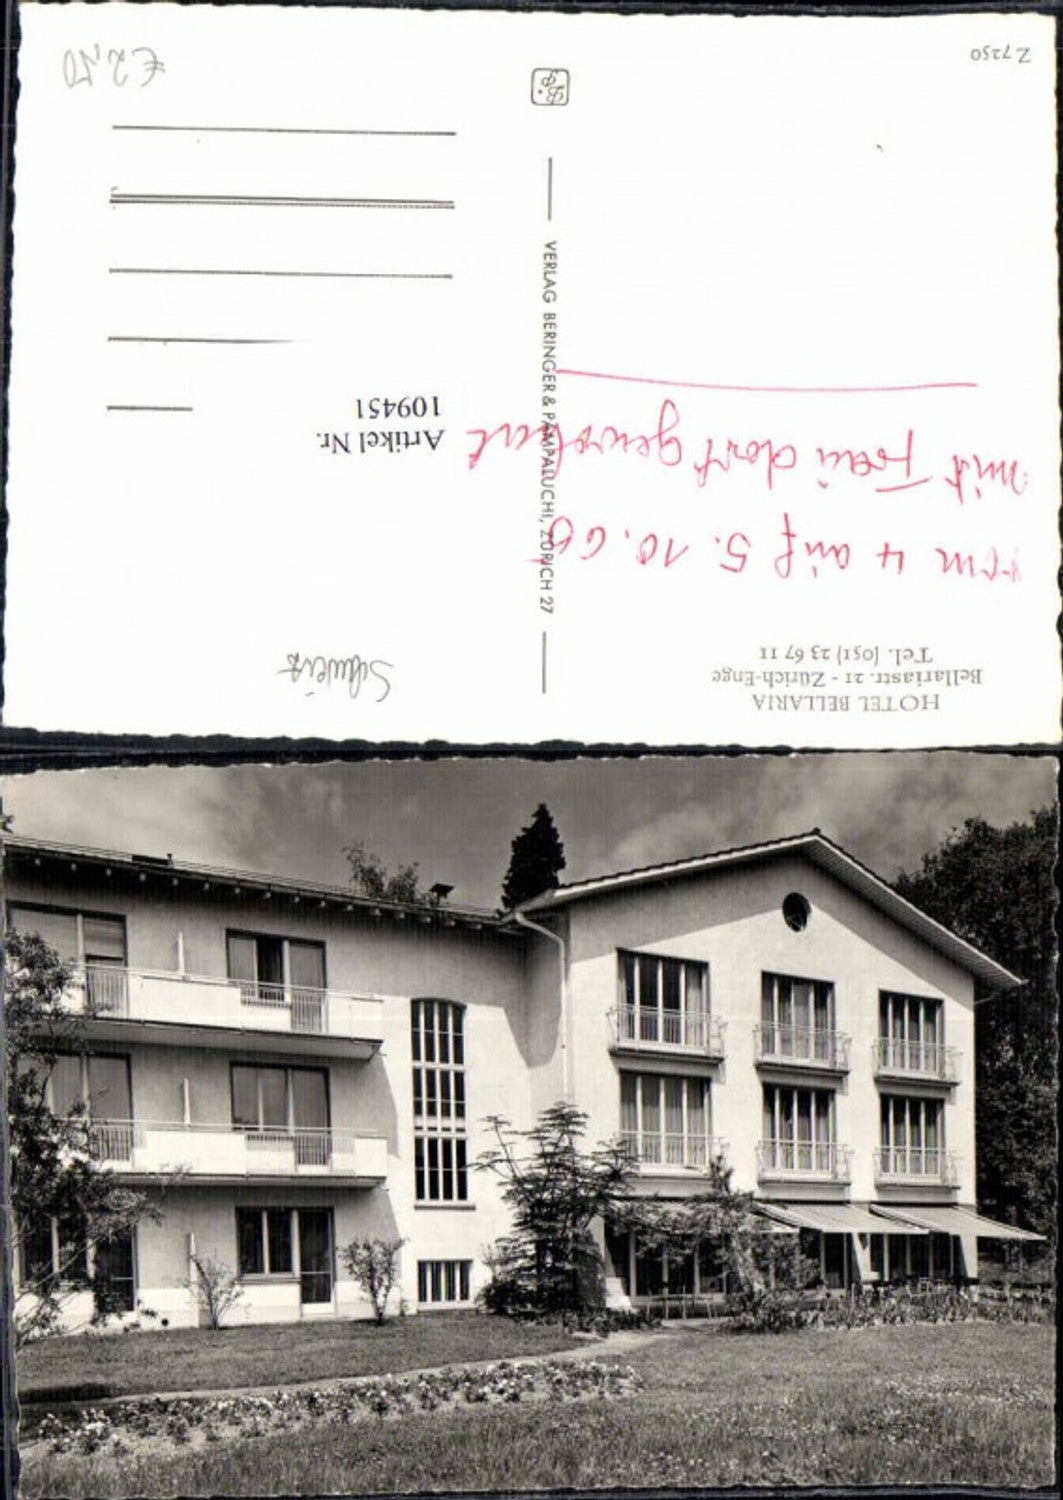 HOTEL BELLARIA
Bellariastr. 21 - Zürich-Enge
Tel. (051) 23 67 11
vom 4 auf 5. 10. 60
mit Frau dort gewohnt
Z 7250
VERLAG BERINGER & PAMPALUCHI, ZÜRICH 27
Schweiz
Artikel Nr.
109451
€ 2,50